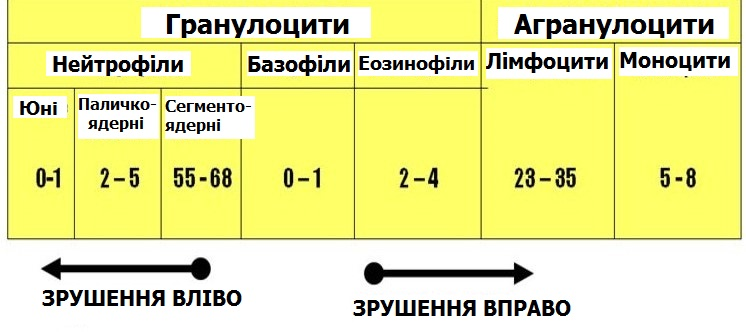 Гранулоцити Агранулоцити
Нейтрофіли Базофіли Еозинофіли Лімфоцити Моноцити
Юні Паличко-ядерні Сегменто-ядерні
0-1 2 – 5 55 - 68 0 – 1 2 – 4 23 – 35 5 - 8
ЗРУШЕННЯ ВЛІВО
ЗРУШЕННЯ ВПРАВО